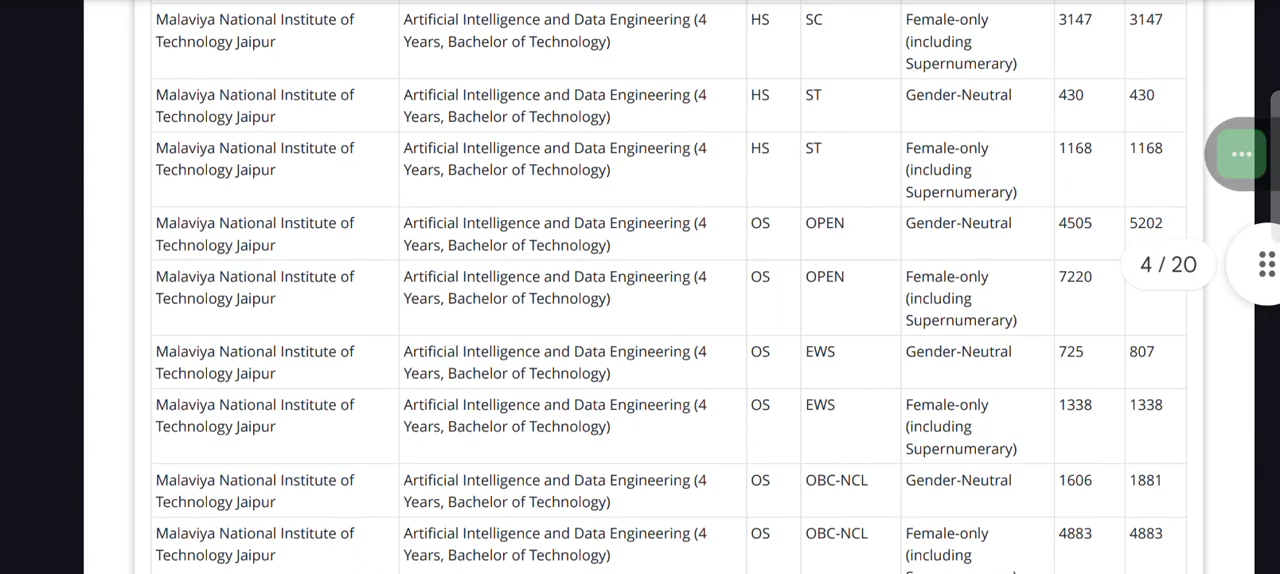 Malaviya National Institute of Technology Jaipur Artificial Intelligence and Data Engineering (4 Years, Bachelor of Technology) HS SC Female-only (including Supernumerary) 3147 3147
Malaviya National Institute of Technology Jaipur Artificial Intelligence and Data Engineering (4 Years, Bachelor of Technology) HS ST Gender-Neutral 430 430
Malaviya National Institute of Technology Jaipur Artificial Intelligence and Data Engineering (4 Years, Bachelor of Technology) HS ST Female-only (including Supernumerary) 1168 1168
Malaviya National Institute of Technology Jaipur Artificial Intelligence and Data Engineering (4 Years, Bachelor of Technology) OS OPEN Gender-Neutral 4505 5202
4 / 20
Malaviya National Institute of Technology Jaipur Artificial Intelligence and Data Engineering (4 Years, Bachelor of Technology) OS OPEN Female-only (including Supernumerary) 7220
Malaviya National Institute of Technology Jaipur Artificial Intelligence and Data Engineering (4 Years, Bachelor of Technology) OS EWS Gender-Neutral 725 807
Malaviya National Institute of Technology Jaipur Artificial Intelligence and Data Engineering (4 Years, Bachelor of Technology) OS EWS Female-only (including Supernumerary) 1338 1338
Malaviya National Institute of Technology Jaipur Artificial Intelligence and Data Engineering (4 Years, Bachelor of Technology) OS OBC-NCL Gender-Neutral 1606 1881
Malaviya National Institute of Technology Jaipur Artificial Intelligence and Data Engineering (4 Years, Bachelor of Technology) OS OBC-NCL Female-only (including 4883 4883